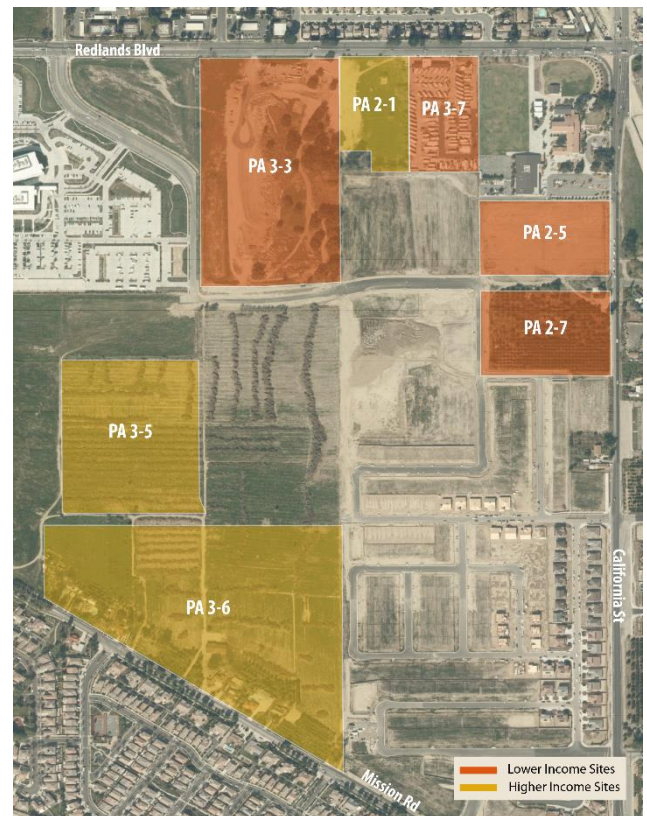 Redlands Blvd
PA 2-1
PA 3-7
PA 3-3
PA 2-5
PA 2-7
PA 3-5
California St
PA 3-6
Mission Rd
Lower Income Sites
Higher Income Sites